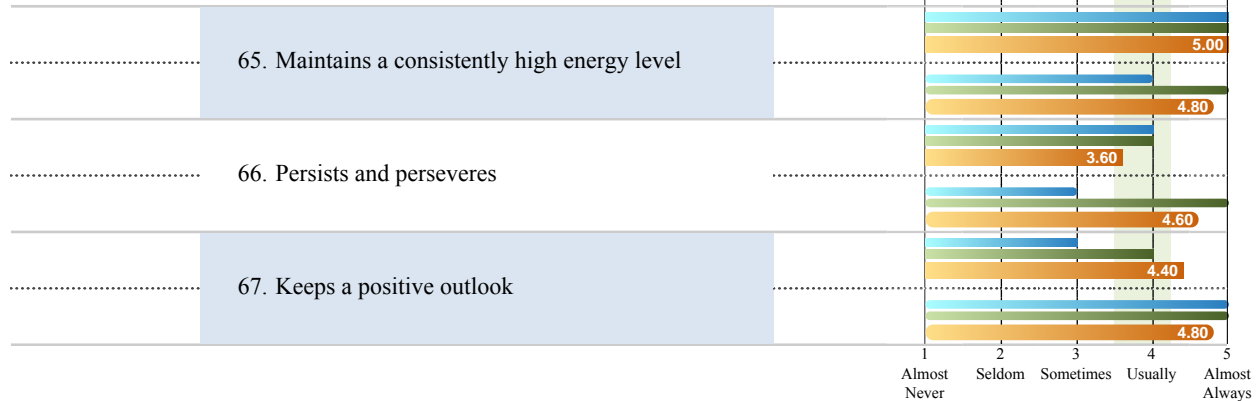 65. Maintains a consistently high energy level
5.00
4.80
66. Persists and perseveres
3.60
4.60
67. Keeps a positive outlook
4.40
4.80
1 2 3 4 5
Almost Seldom Sometimes Usually Almost
Never Always